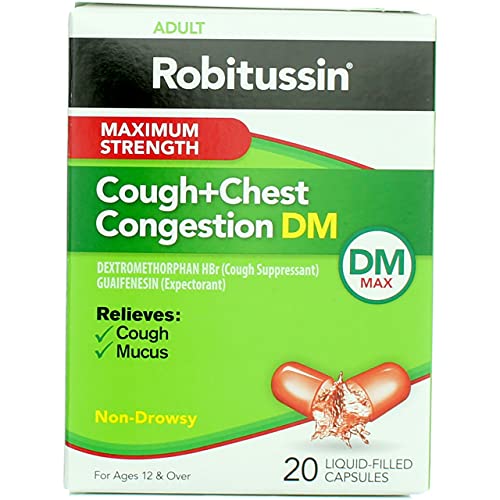 ADULT
Robitussin®
MAXIMUM
STRENGTH
Cough+Chest
Congestion DM
DEXTROMETHORPHAN HBr (Cough Suppressant)
GUAIFENESIN (Expectorant)
DM
MAX
Relieves:
Cough
Mucus
Non-Drowsy
For Ages 12 & Over
20 LIQUID-FILLED
CAPSULES